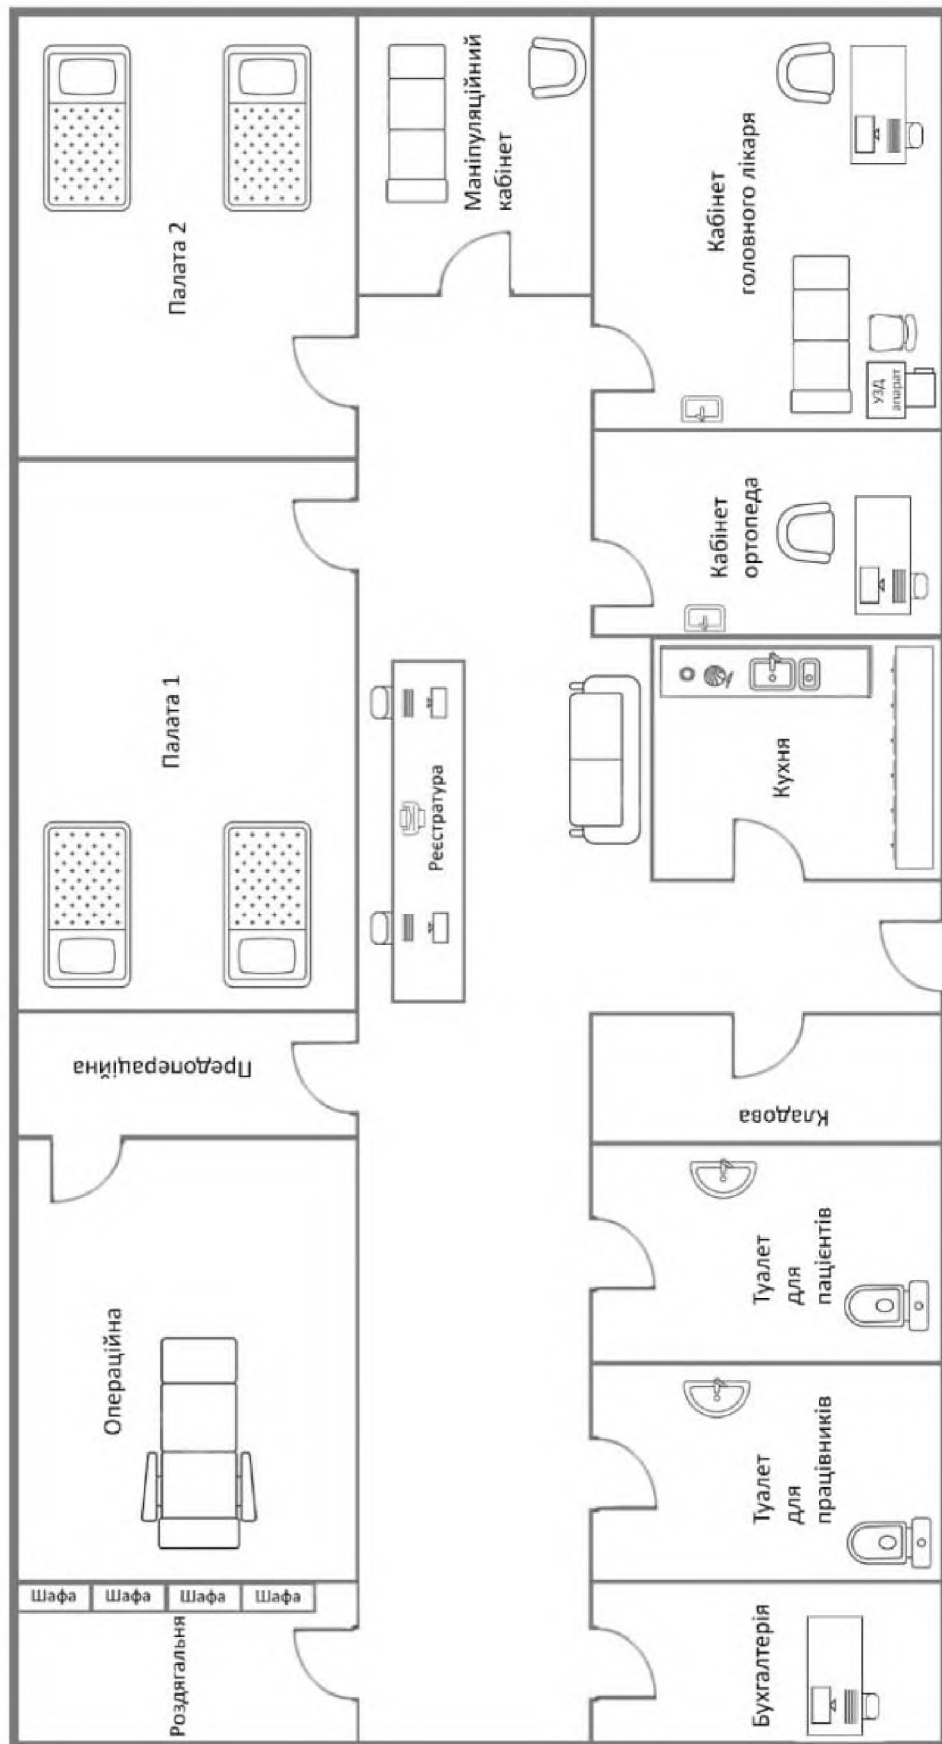 Палата 2
Маніпуляційний
кабінет
Кабінет
головного лікаря
УЗД
апарат
Палата 1
Реєстратура
Кабінет
ортопеда
Кухня
Предопераційна
Кладова
Операційна
Туалет
для
пацієнтів
Туалет
для
працівників
Шафа
Шафа
Шафа
Шафа
Роздягальня
Бухгалтерія